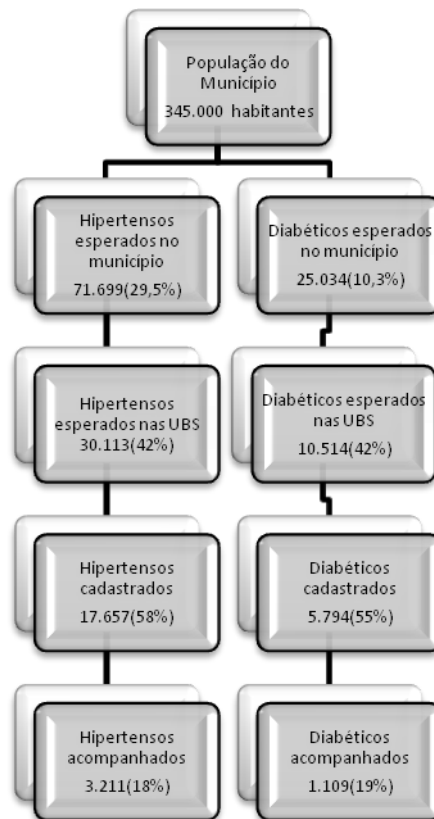 População do
Município
345.000 habitantes
Hipertensos
esperados no
município
71.699(29,5%)
Diabéticos esperados
no município
25.034(10,3%)
Hipertensos
esperados nas UBS
30.113(42%)
Diabéticos esperados
nas UBS
10.514(42%)
Hipertensos
cadastrados
17.657(58%)
Diabéticos
cadastrados
5.794(55%)
Hipertensos
acompanhados
3.211(18%)
Diabéticos
acompanhados
1.109(19%)